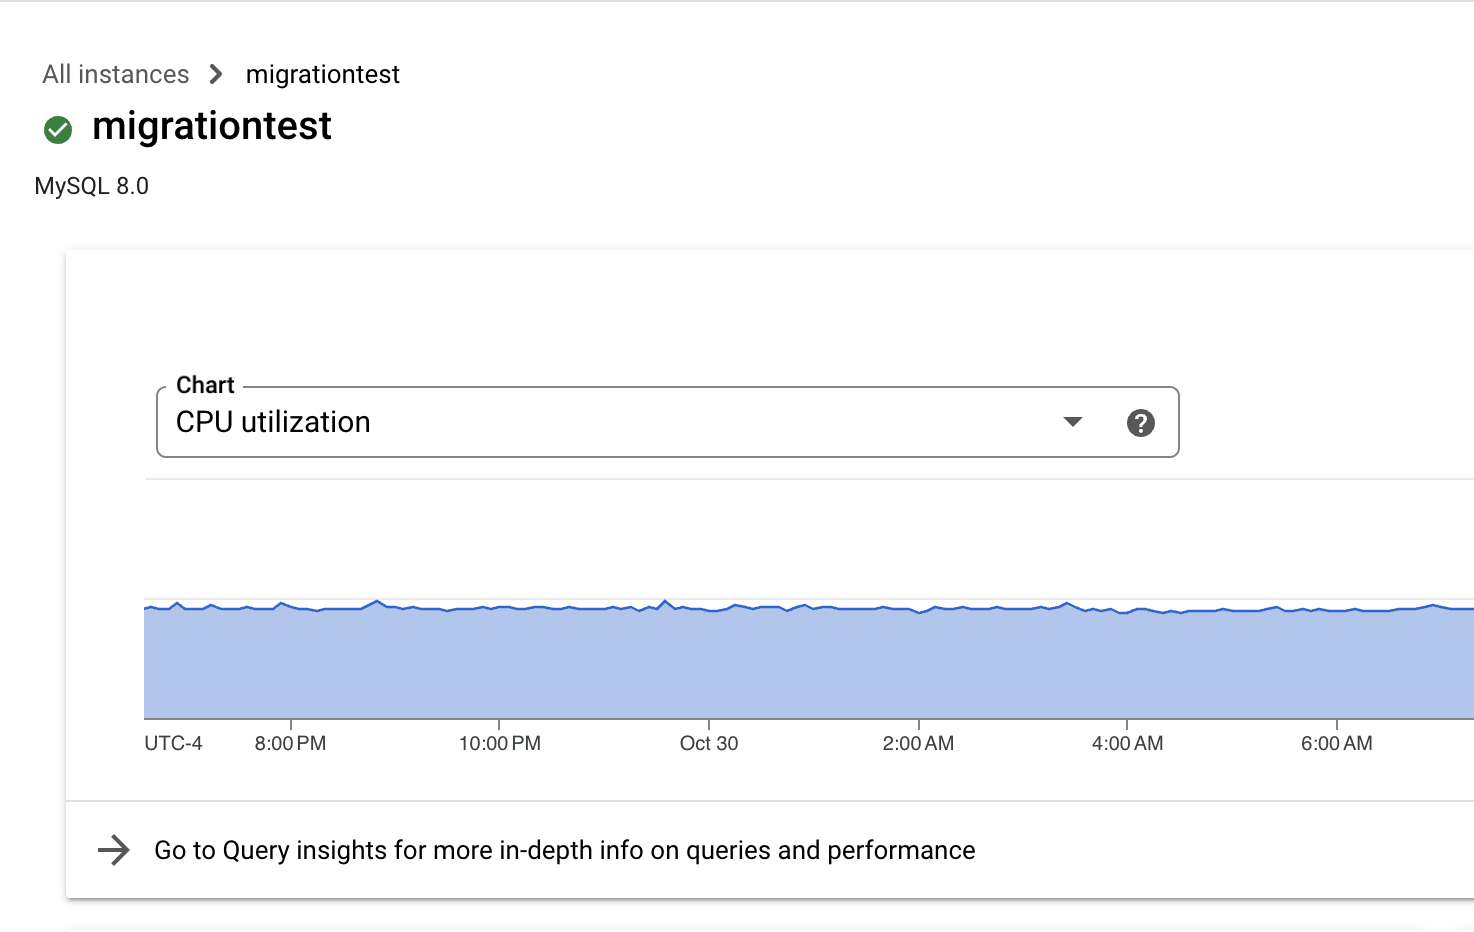 All instances > migrationtest
migrationtest
MySQL 8.0
Chart
CPU utilization
UTC-4 8:00 PM 10:00 PM Oct 30 2:00 AM 4:00 AM 6:00 AM
Go to Query insights for more in-depth info on queries and performance